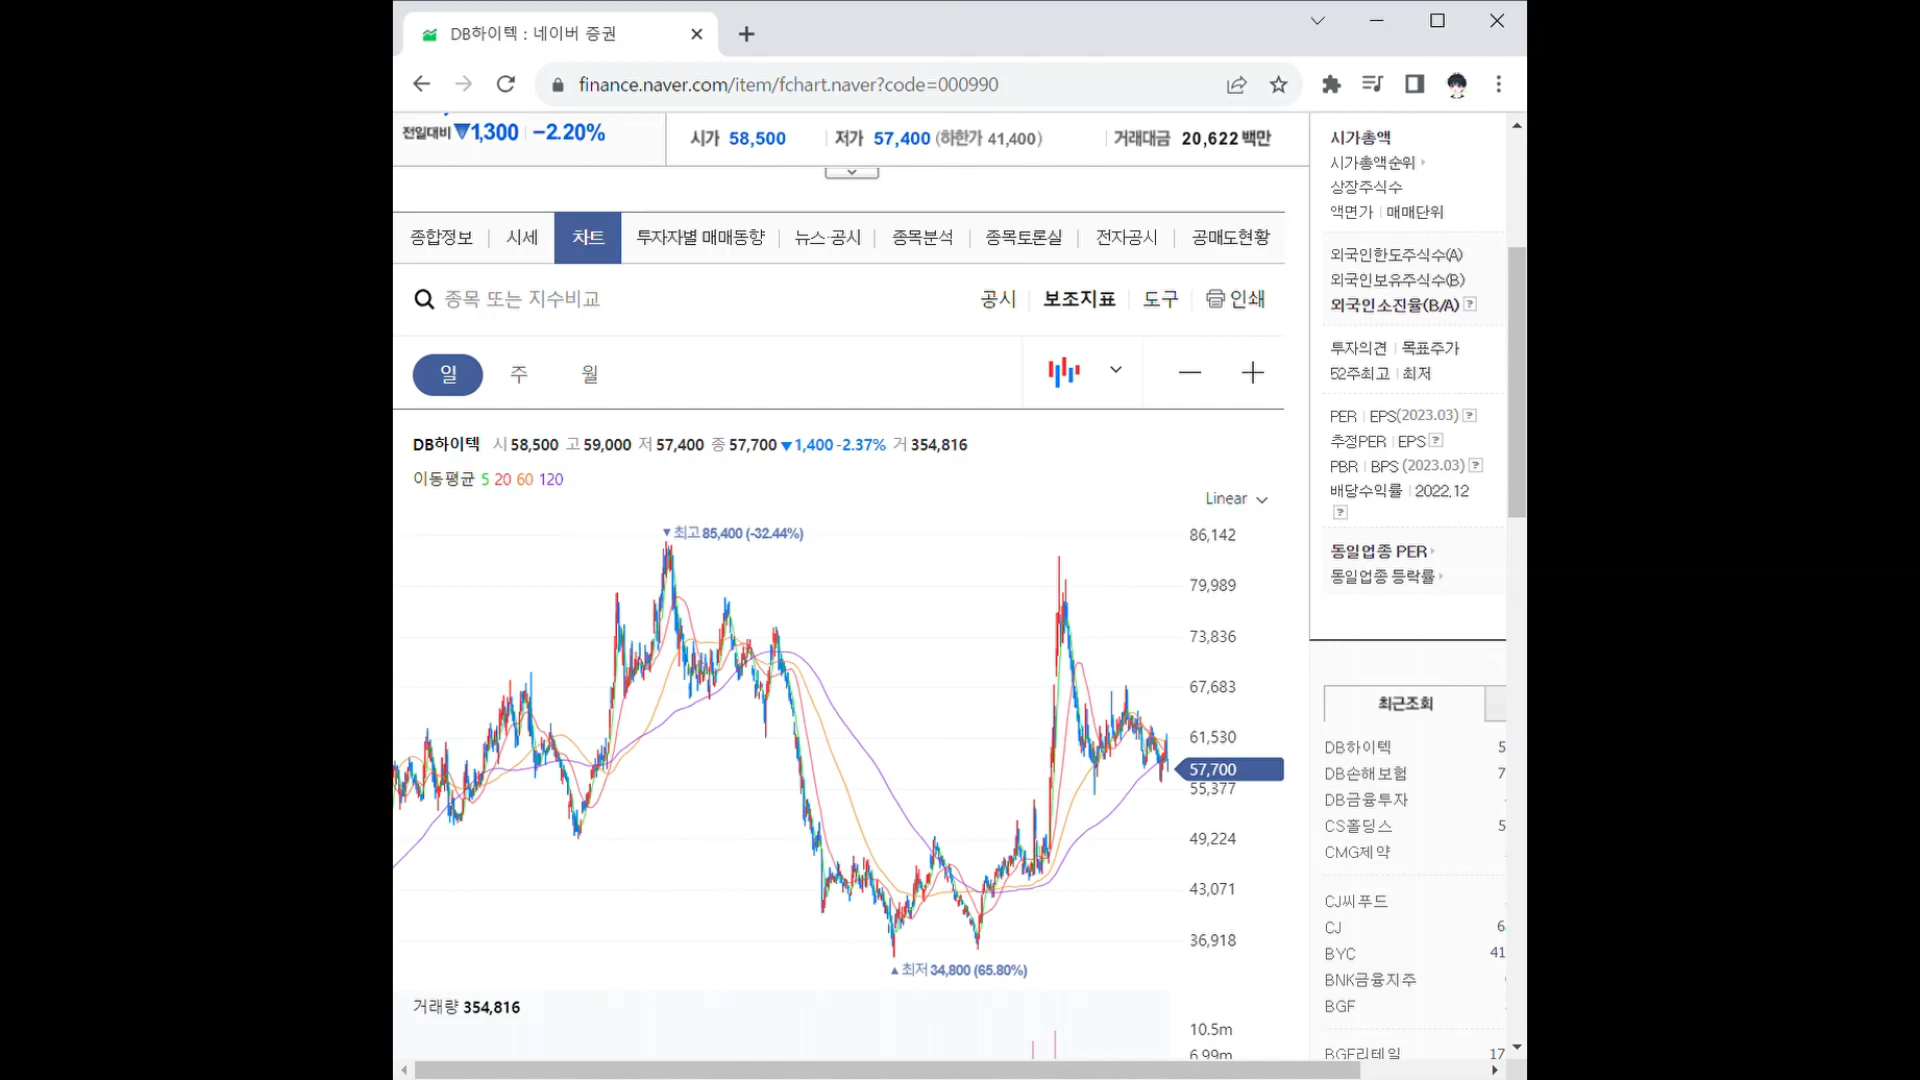 DB하이텍 : 네이버 증권
finance.naver.com/item/fchart.naver?code=000990
전일대비 ▼1,300 | −2.20%
시가 58,500 | 저가 57,400 (하한가 41,400) | 거래대금 20,622 백만
종합정보 | 시세 차트 투자자별 매매동향 | 뉴스·공시 | 종목분석 | 종목토론실 | 전자공시 | 공매도현황
종목 또는 지수비교 공시 보조지표 도구 인쇄
일 주 월
DB하이텍 시 58,500 고 59,000 저 57,400 종 57,700 ▼1,400 -2.37% 거 354,816
이동평균 5 20 60 120
Linear
▼최고 85,400 (-32.44%)
86,142
79,989
73,836
67,683
61,530
57,700
55,377
49,224
43,071
36,918
▲최저 34,800 (65.80%)
거래량 354,816
10.5m
6.99m
시가총액
시가총액순위
상장주식수
액면가 | 매매단위
외국인한도주식수(A)
외국인보유주식수(B)
외국인소진율(B/A) ?
투자의견 | 목표주가
52주최고 | 최저
PER | EPS(2023.03) ?
추정PER | EPS ?
PBR | BPS (2023.03) ?
배당수익률 | 2022.12
?
동일업종 PER
동일업종 등락률
최근조회
DB하이텍 5
DB손해보험 7
DB금융투자
CS홀딩스 5
CMG제약
CJ씨푸드
CJ 6
BYC 41
BNK금융지주
BGF
BGF리테일 17